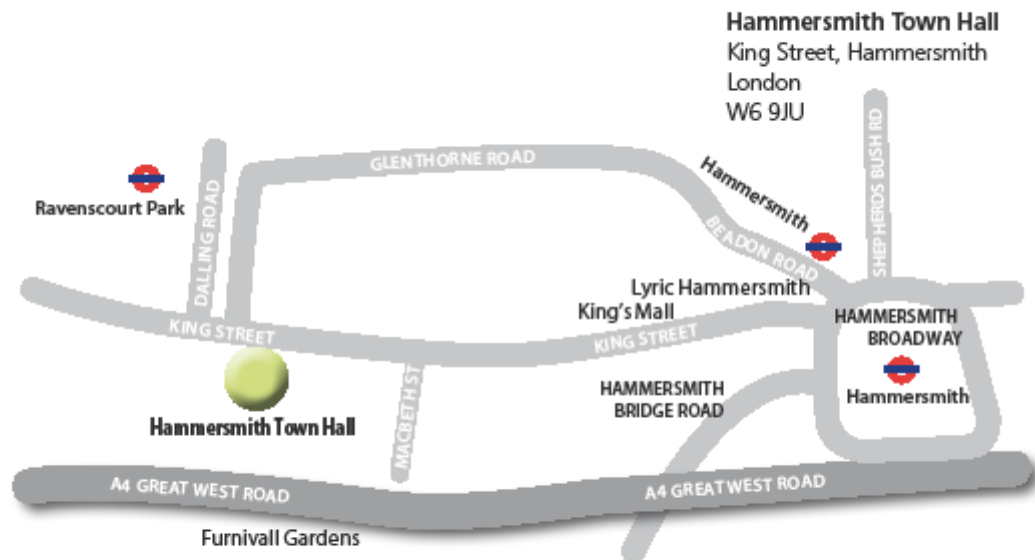 Hammersmith Town Hall
King Street, Hammersmith
London
W6 9JU
SHEPHERDS BUSH RD
GLENTHORNE ROAD
Hammersmith
Ravenscourt Park
DALLING ROAD
BEADON ROAD
Lyric Hammersmith
King's Mall
KING STREET
KING STREET
HAMMERSMITH
BROADWAY
Hammersmith
HAMMERSMITH
BRIDGE ROAD
MACBETH ST
Hammersmith Town Hall
A4 GREAT WEST ROAD
A4 GREAT WEST ROAD
Furnivall Gardens